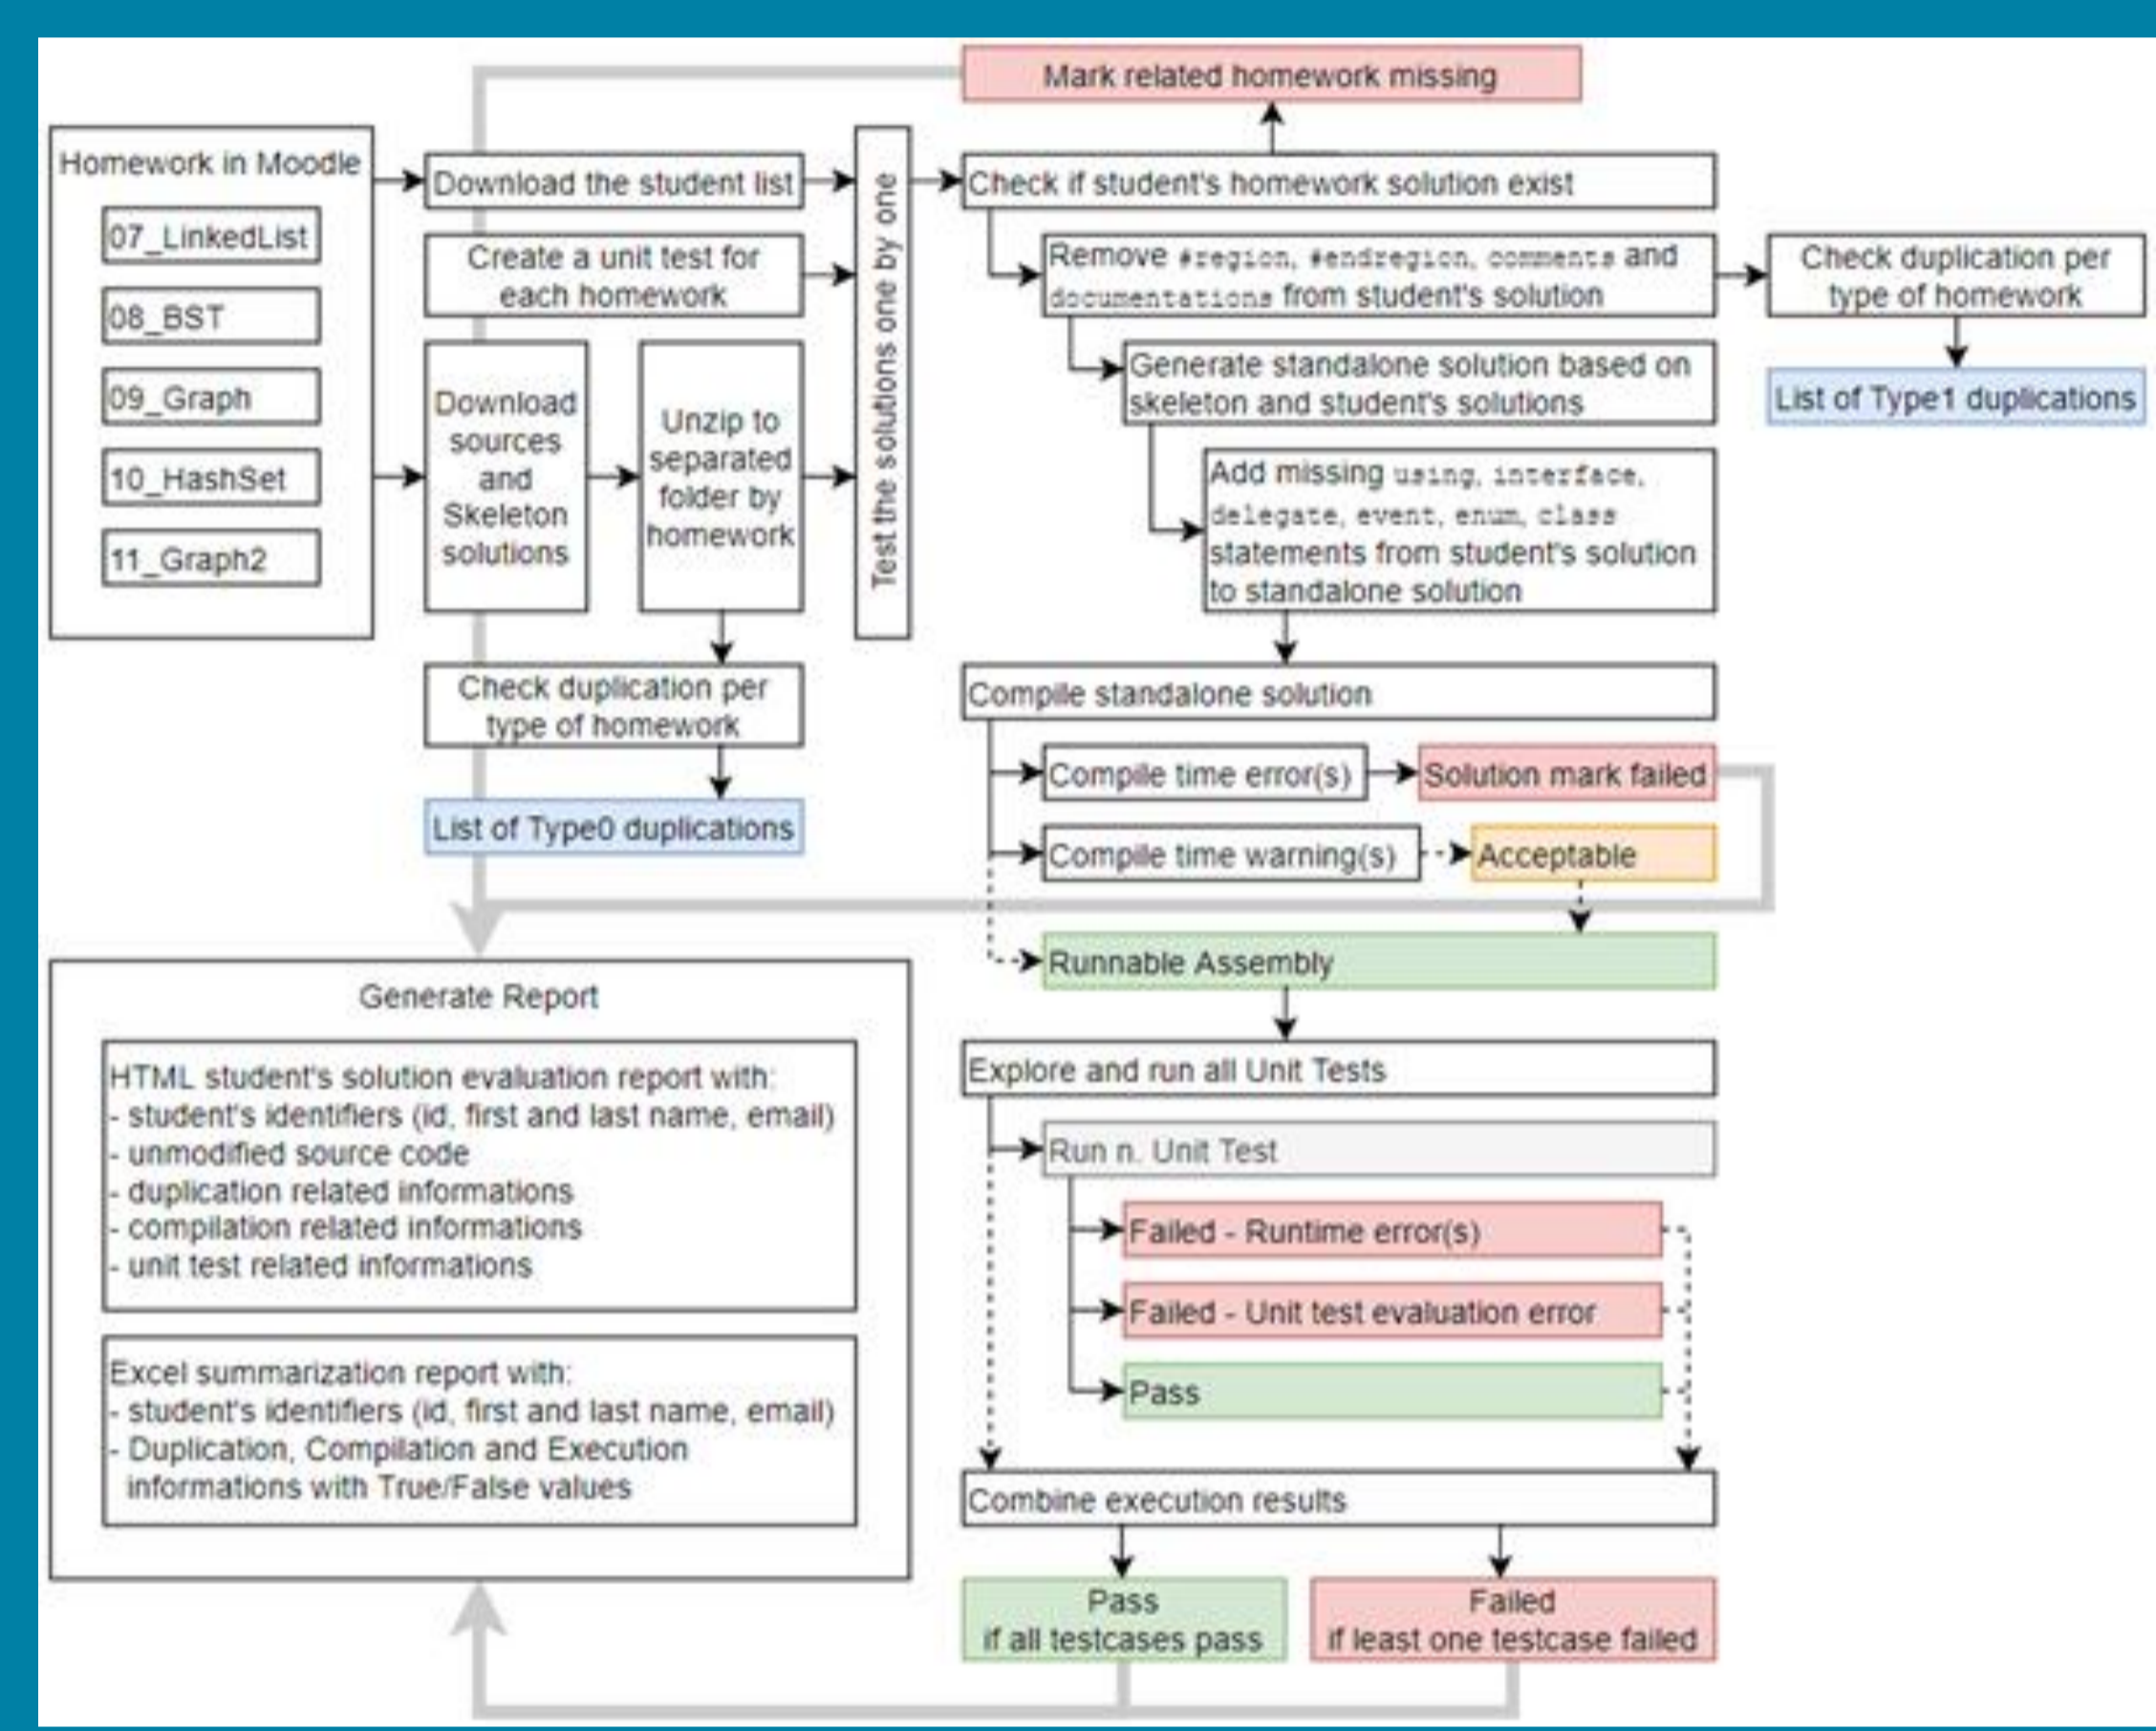 Mark related homework missing
Homework in Moodle
07_LinkedList
08_BST
09_Graph
10_HashSet
11_Graph2
Download the student list
Create a unit test for
each homework
Download
sources
and
Skeleton
solutions
Unzip to
separated
folder by
homework
Check duplication per
type of homework
List of Type0 duplications
Test the solutions one by one
Check if student's homework solution exist
Remove #region, #endregion, comments and
documentations from student's solution
Check duplication per
type of homework
List of Type1 duplications
Generate standalone solution based on
skeleton and student's solutions
Add missing using, interface,
delegate, event, enum, class
statements from student's solution
to standalone solution
Compile standalone solution
Compile time error(s)
Solution mark failed
Compile time warning(s)
Acceptable
Runnable Assembly
Explore and run all Unit Tests
Run n. Unit Test
Failed - Runtime error(s)
Failed - Unit test evaluation error
Pass
Combine execution results
Pass
if all testcases pass
Failed
if least one testcase failed
Generate Report
HTML student's solution evaluation report with:
- student's identifiers (id, first and last name, email)
- unmodified source code
- duplication related informations
- compilation related informations
- unit test related informations
Excel summarization report with:
- student's identifiers (id, first and last name, email)
- Duplication, Compilation and Execution
informations with True/False values